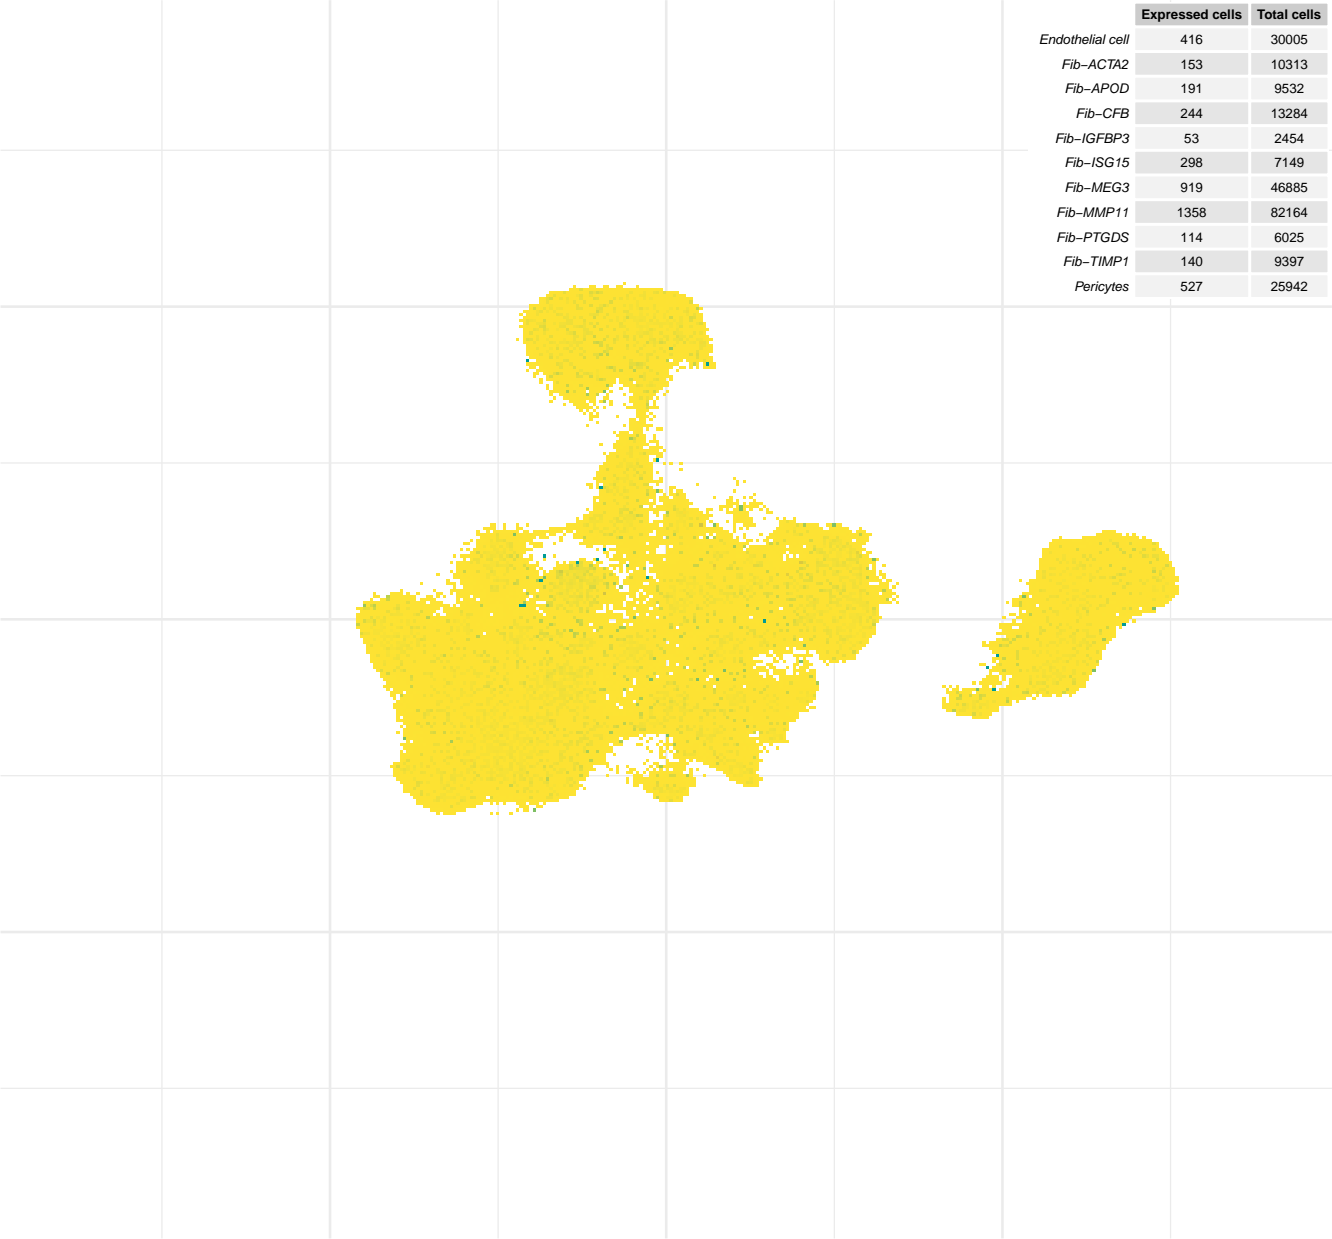 Expressed cells Total cells
Endothelial cell 416 30005
Fib−ACTA2 153 10313
Fib−APOD 191 9532
Fib−CFB 244 13284
Fib−IGFBP3 53 2454
Fib−ISG15 298 7149
Fib−MEG3 919 46885
Fib−MMP11 1358 82164
Fib−PTGDS 114 6025
Fib−TIMP1 140 9397
Pericytes 527 25942